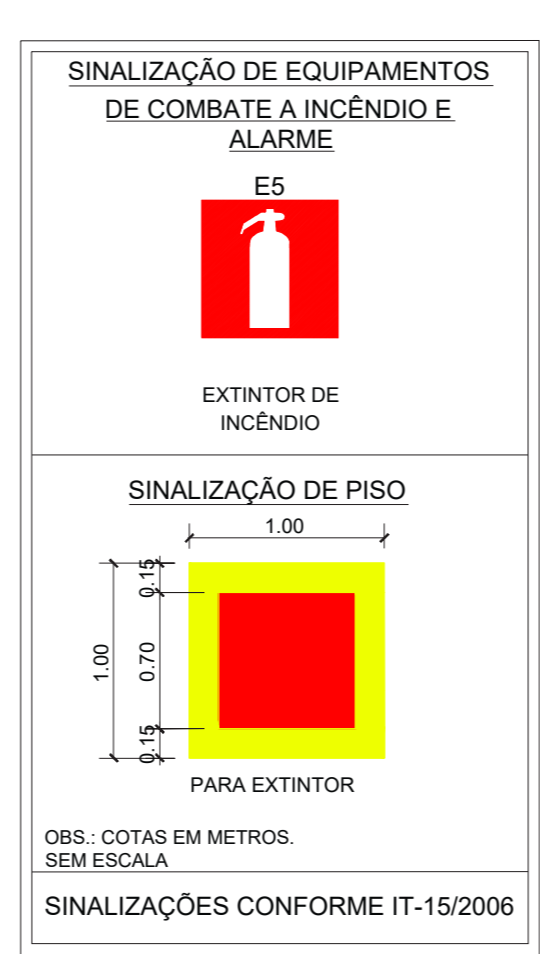 SINALIZAÇÃO DE EQUIPAMENTOS
DE COMBATE A INCÊNDIO E
ALARME
E5
EXTINTOR DE
INCÊNDIO
SINALIZAÇÃO DE PISO
1.00
0.15
1.00
0.70
0.15
PARA EXTINTOR
OBS.: COTAS EM METROS.
SEM ESCALA
SINALIZAÇÕES CONFORME IT-15/2006